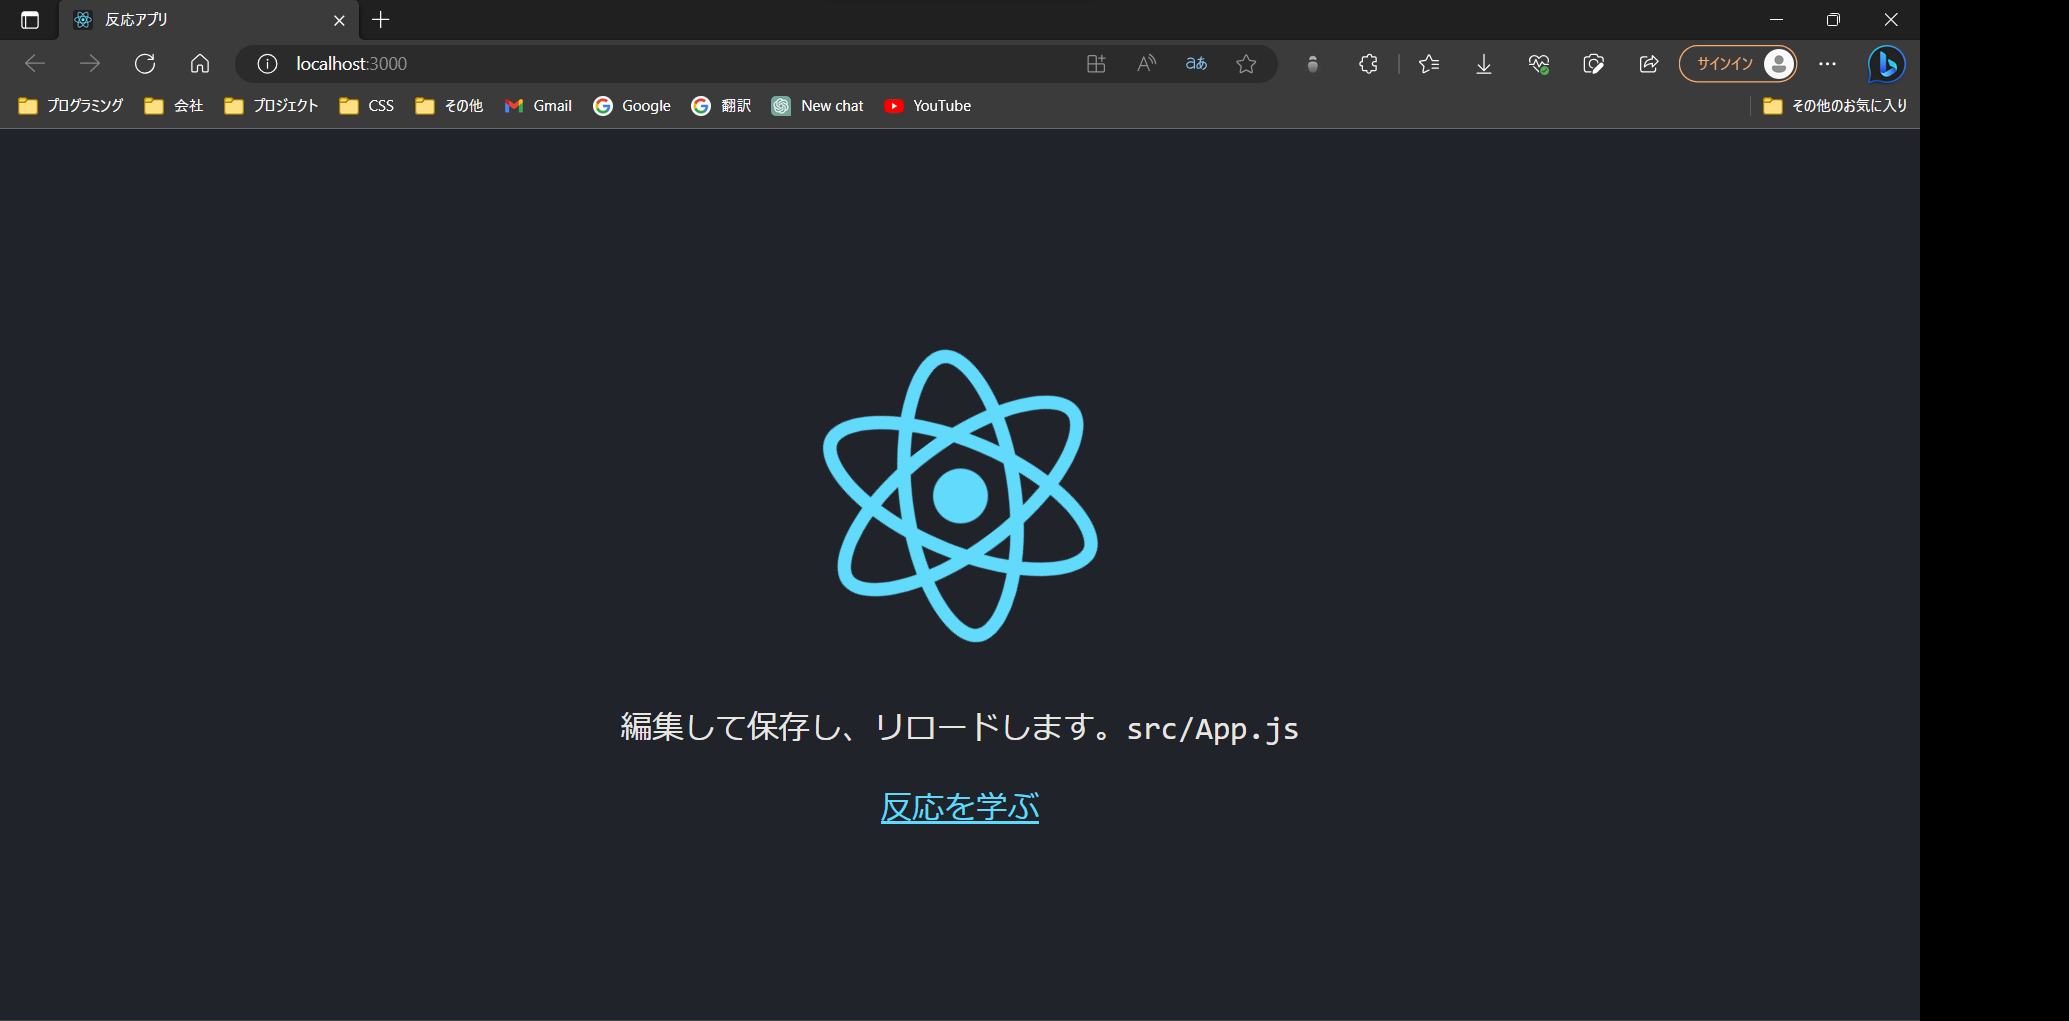 反応アプリ
localhost:3000
サインイン
プログラミング 会社 プロジェクト CSS その他 Gmail Google 翻訳 New chat YouTube その他のお気に入り
編集して保存し、リロードします。src/App.js
反応を学ぶ